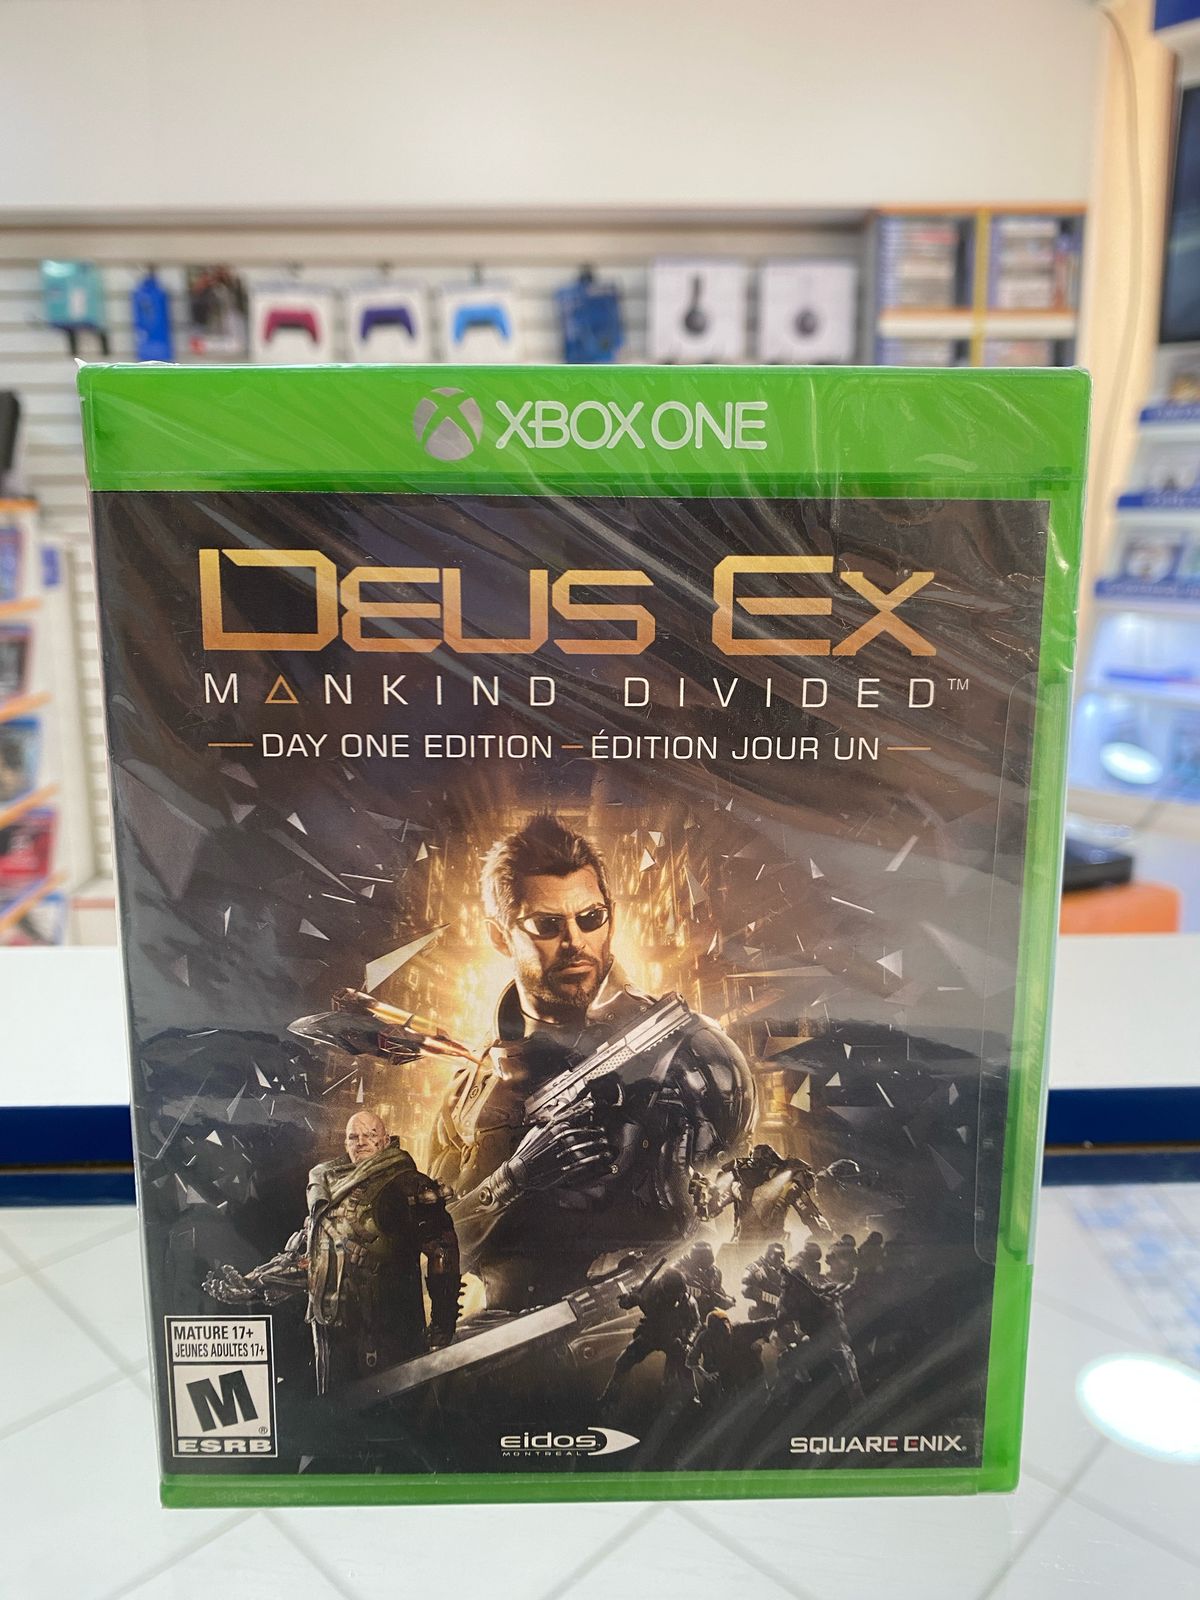 XBOX ONE
DEUS EX
MANKIND DIVIDED™
DAY ONE EDITION – ÉDITION JOUR UN
MATURE 17+
JEUNES ADULTES 17+
M
®
ESRB
eidos
MONTREAL
SQUARE ENIX®